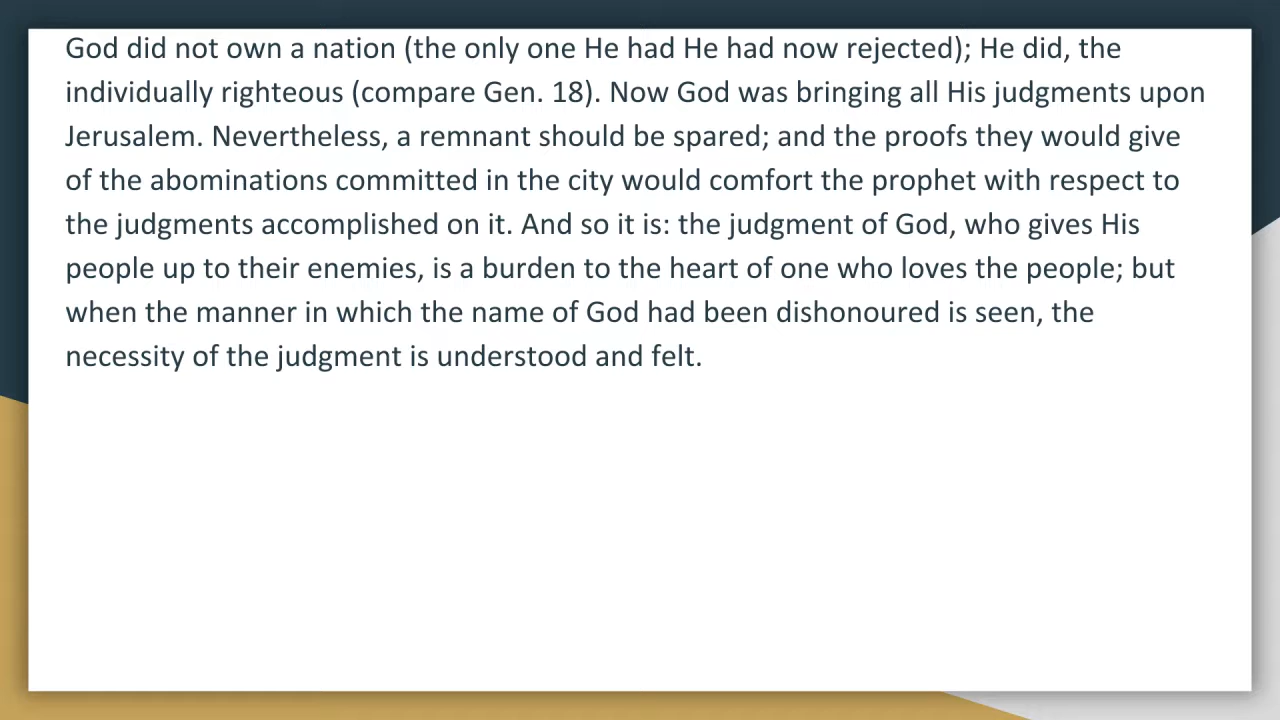 God did not own a nation (the only one He had He had now rejected); He did, the
individually righteous (compare Gen. 18). Now God was bringing all His judgments upon
Jerusalem. Nevertheless, a remnant should be spared; and the proofs they would give
of the abominations committed in the city would comfort the prophet with respect to
the judgments accomplished on it. And so it is: the judgment of God, who gives His
people up to their enemies, is a burden to the heart of one who loves the people; but
when the manner in which the name of God had been dishonoured is seen, the
necessity of the judgment is understood and felt.